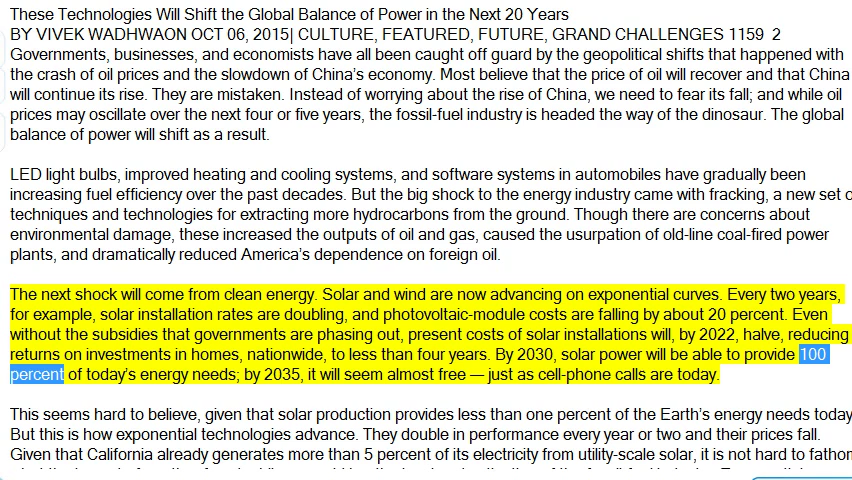 These Technologies Will Shift the Global Balance of Power in the Next 20 Years
BY VIVEK WADHWAON OCT 06, 2015| CULTURE, FEATURED, FUTURE, GRAND CHALLENGES 1159 2
Governments, businesses, and economists have all been caught off guard by the geopolitical shifts that happened with
the crash of oil prices and the slowdown of China's economy. Most believe that the price of oil will recover and that China
will continue its rise. They are mistaken. Instead of worrying about the rise of China, we need to fear its fall; and while oil
prices may oscillate over the next four or five years, the fossil-fuel industry is headed the way of the dinosaur. The global
balance of power will shift as a result.
LED light bulbs, improved heating and cooling systems, and software systems in automobiles have gradually been
increasing fuel efficiency over the past decades. But the big shock to the energy industry came with fracking, a new set
techniques and technologies for extracting more hydrocarbons from the ground. Though there are concerns about
environmental damage, these increased the outputs of oil and gas, caused the usurpation of old-line coal-fired power
plants, and dramatically reduced America's dependence on foreign oil.
The next shock will come from clean energy. Solar and wind are now advancing on exponential curves. Every two years,
for example, solar installation rates are doubling, and photovoltaic-module costs are falling by about 20 percent. Even
without the subsidies that governments are phasing out, present costs of solar installations will, by 2022, halve, reducing
returns on investments in homes, nationwide, to less than four years. By 2030, solar power will be able to provide 100
percent of today's energy needs; by 2035, it will seem almost free — just as cell-phone calls are today.
This seems hard to believe, given that solar production provides less than one percent of the Earth's energy needs today
But this is how exponential technologies advance. They double in performance every year or two and their prices fall.
Given that California already generates more than 5 percent of its electricity from utility-scale solar, it is not hard to fathom